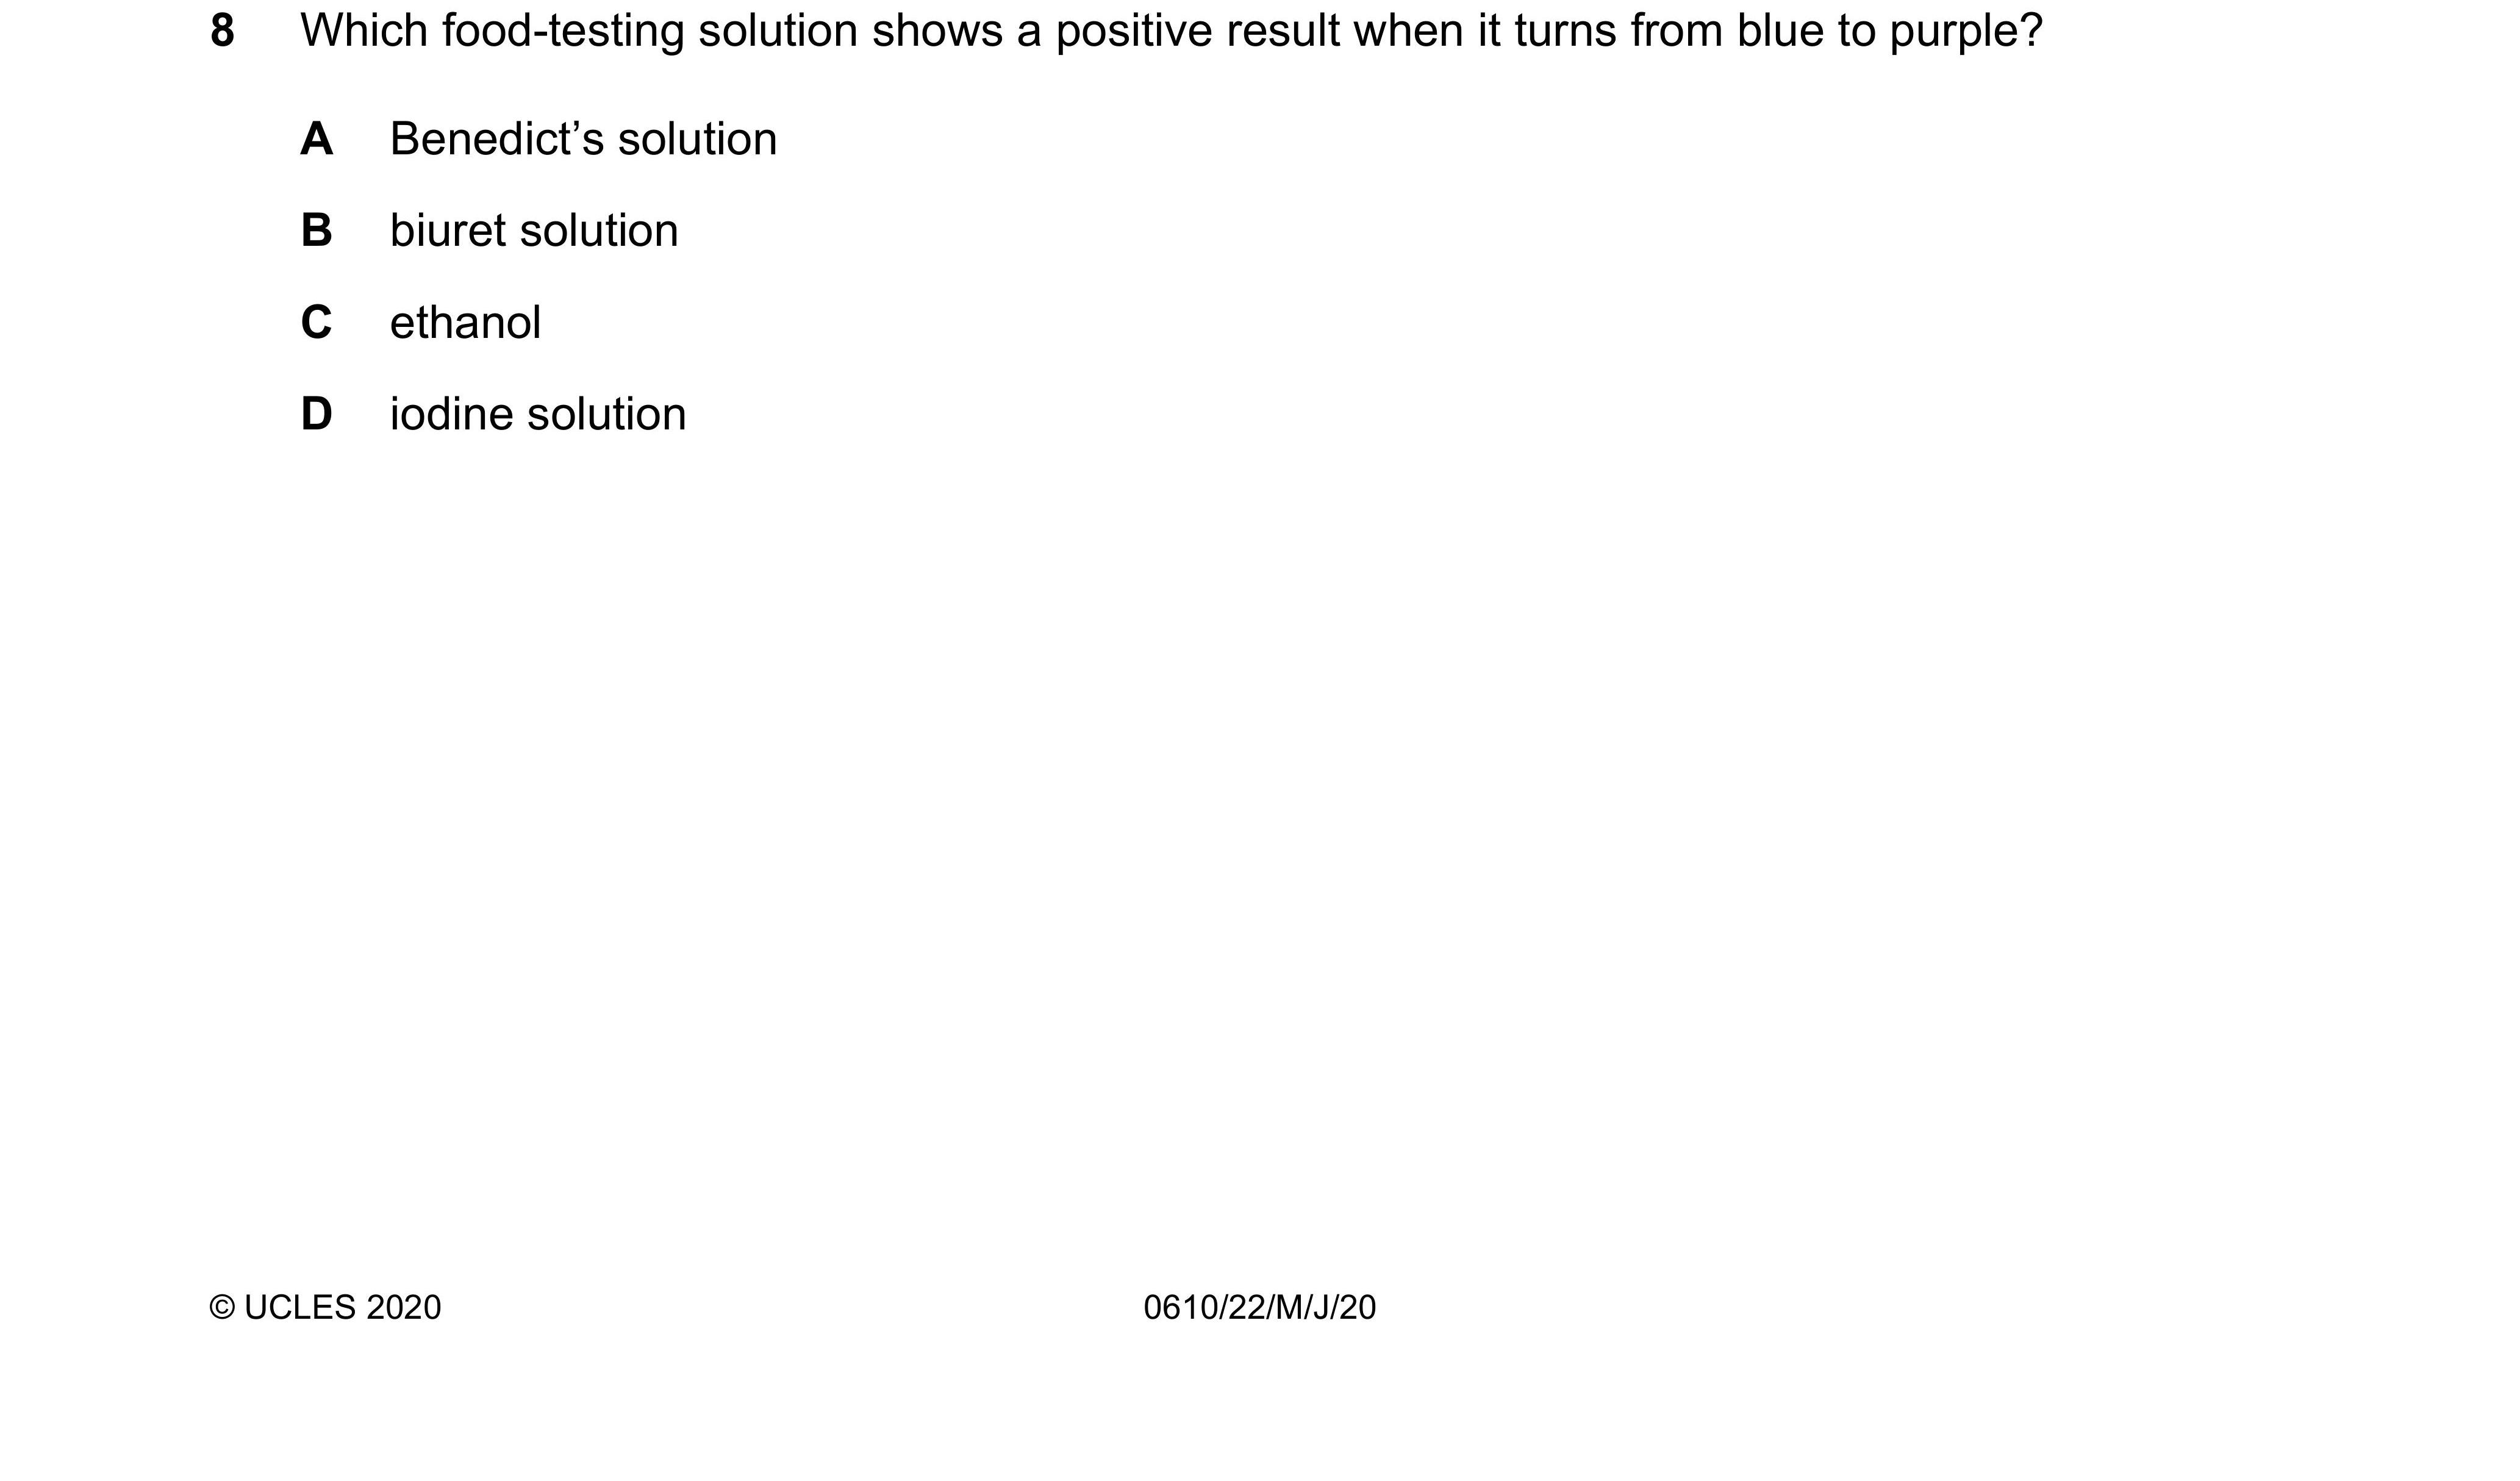 8 Which food-testing solution shows a positive result when it turns from blue to purple?
A Benedict’s solution
B biuret solution
C ethanol
D iodine solution
© UCLES 2020 0610/22/M/J/20